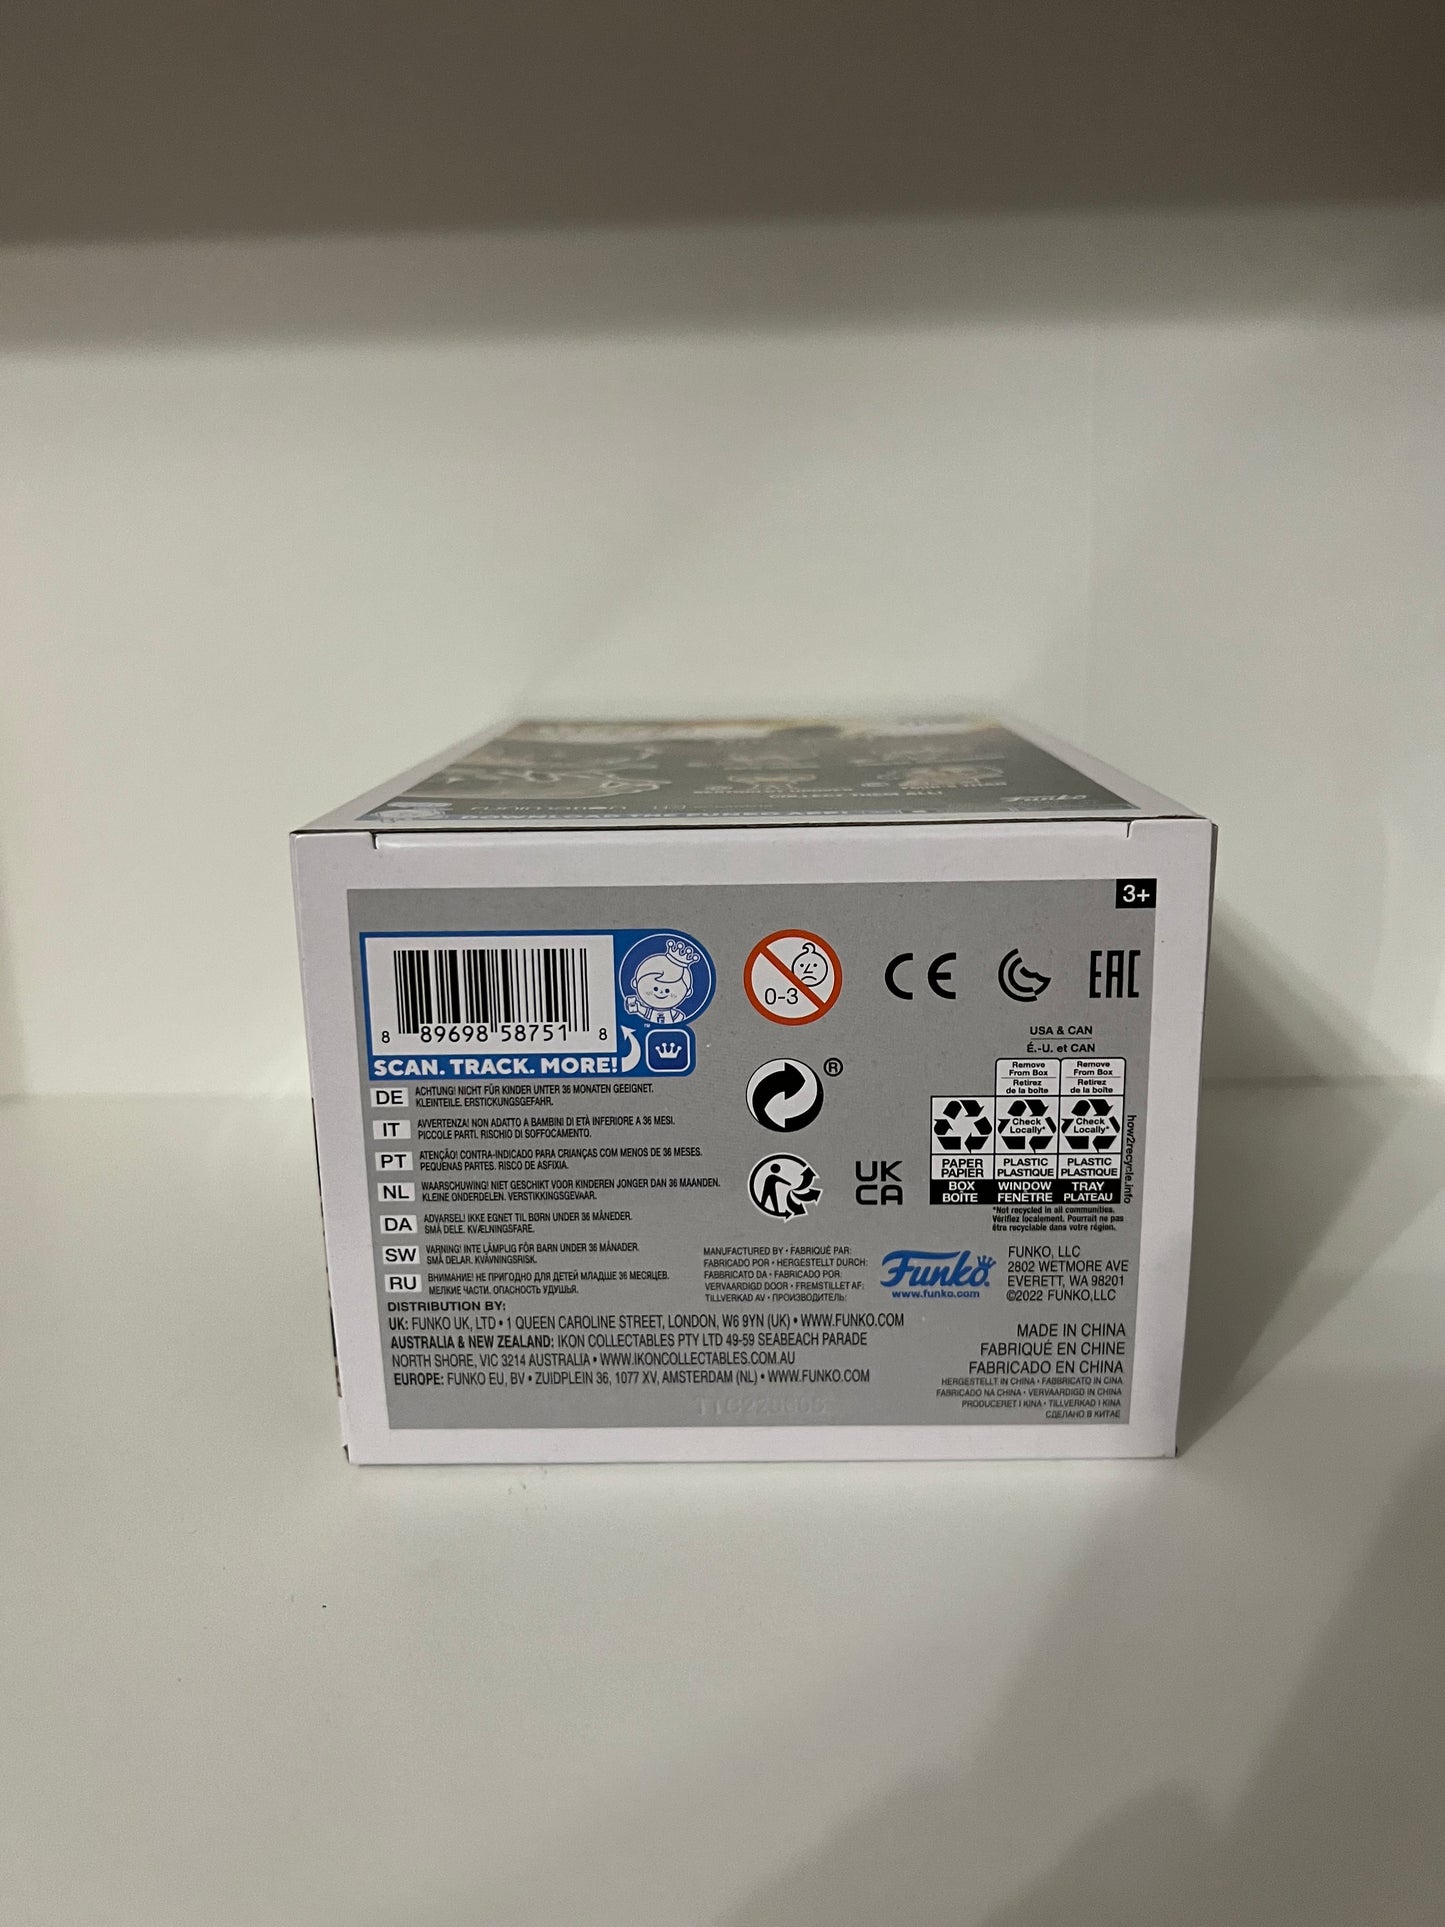 COLLECT THEM ALL!
FUNIMATION
DOWNLOAD THE FUNKO APP!
3+
8 89698 58751 8
SCAN. TRACK. MORE!
™
0-3
CE
EAC
USA & CAN
É.-U. et CAN
Remove From Box
Retirez de la boîte
Remove From Box
Retirez de la boîte
Check Locally*
Check Locally*
PAPER PAPIER
PLASTIC PLASTIQUE
PLASTIC PLASTIQUE
BOX BOÎTE
WINDOW FENÊTRE
TRAY PLATEAU
how2recycle.info
*Not recycled in all communities.
Vérifiez localement. Pourrait ne pas
être recyclable dans votre région.
®
UK
CA
DE ACHTUNG! NICHT FÜR KINDER UNTER 36 MONATEN GEEIGNET.
KLEINTEILE. ERSTICKUNGSGEFAHR.
IT AVVERTENZA! NON ADATTO A BAMBINI DI ETÀ INFERIORE A 36 MESI.
PICCOLE PARTI. RISCHIO DI SOFFOCAMENTO.
PT ATENÇÃO! CONTRA-INDICADO PARA CRIANÇAS COM MENOS DE 36 MESES.
PEQUENAS PARTES. RISCO DE ASFIXIA.
NL WAARSCHUWING! NIET GESCHIKT VOOR KINDEREN JONGER DAN 36 MAANDEN.
KLEINE ONDERDELEN. VERSTIKKINGSGEVAAR.
DA ADVARSEL! IKKE EGNET TIL BØRN UNDER 36 MÅNEDER.
SMÅ DELE. KVÆLNINGSFARE.
SW VARNING! INTE LÄMPLIG FÖR BARN UNDER 36 MÅNADER.
SMÅ DELAR. KVÄVNINGSRISK.
RU ВНИМАНИЕ! НЕ ПРИГОДНО ДЛЯ ДЕТЕЙ МЛАДШЕ 36 МЕСЯЦЕВ.
МЕЛКИЕ ЧАСТИ. ОПАСНОСТЬ УДУШЬЯ.
MANUFACTURED BY • FABRIQUÉ PAR:
FABRICADO POR • HERGESTELLT DURCH:
FABBRICATO DA • FABRICADO POR:
VERVAARDIGD DOOR • FREMSTILLET AF:
TILLVERKAD AV • ПРОИЗВОДИТЕЛЬ:
Funko
www.funko.com
FUNKO, LLC
2802 WETMORE AVE
EVERETT, WA 98201
©2022 FUNKO,LLC
DISTRIBUTION BY:
UK: FUNKO UK, LTD • 1 QUEEN CAROLINE STREET, LONDON, W6 9YN (UK) • WWW.FUNKO.COM
AUSTRALIA & NEW ZEALAND: IKON COLLECTABLES PTY LTD 49-59 SEABEACH PARADE
NORTH SHORE, VIC 3214 AUSTRALIA • WWW.IKONCOLLECTABLES.COM.AU
EUROPE: FUNKO EU, BV • ZUIDPLEIN 36, 1077 XV, AMSTERDAM (NL) • WWW.FUNKO.COM
MADE IN CHINA
FABRIQUÉ EN CHINE
FABRICADO EN CHINA
HERGESTELLT IN CHINA • FABBRICATO IN CINA
FABRICADO NA CHINA • VERVAARDIGD IN CHINA
PRODUCERET I KINA • TILLVERKAD I KINA
СДЕЛАНО В КИТАЕ